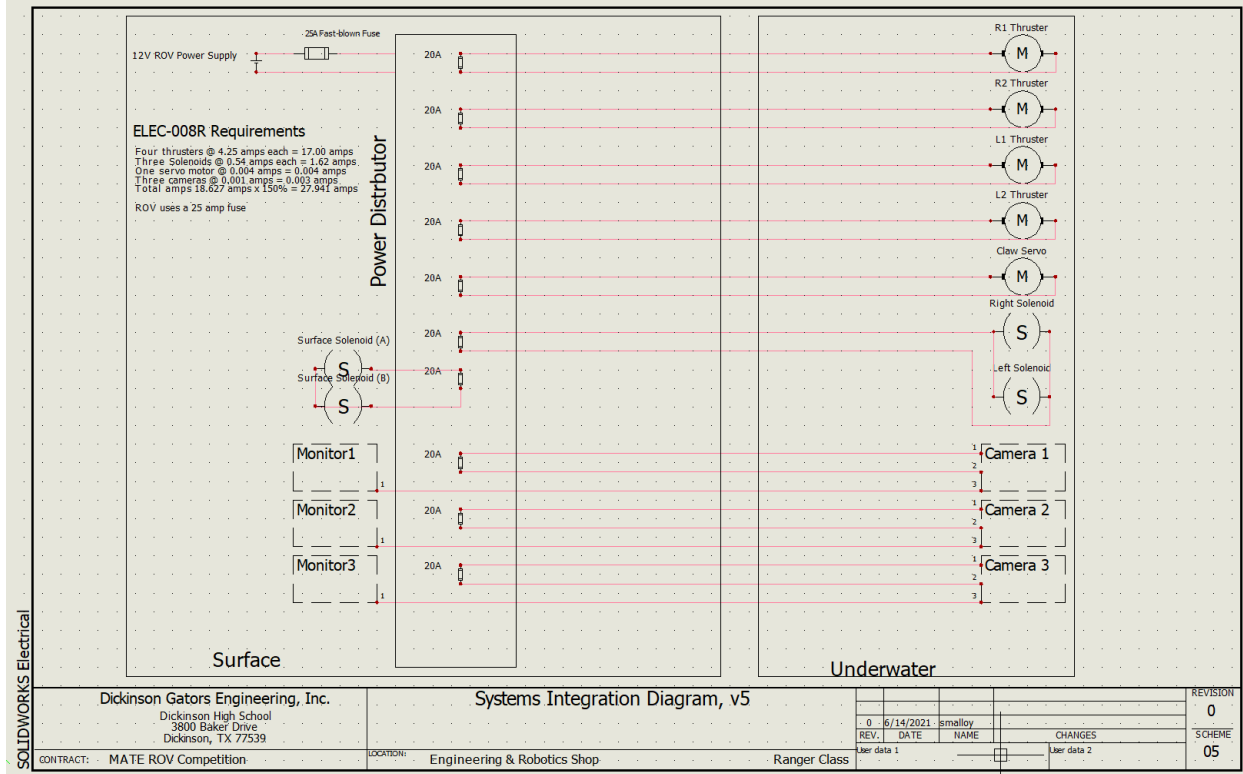 25A Fast-blown Fuse
12V ROV Power Supply
ELEC-008R Requirements
Four thrusters @ 4.25 amps each = 17.00 amps
Three Solenoids @ 0.54 amps each = 1.62 amps
One servo motor @ 0.004 amps = 0.004 amps
Three cameras @ 0.001 amps = 0.003 amps
Total amps 18.627 amps x 150% = 27.941 amps
ROV uses a 25 amp fuse
Power Distrbutor
20A
20A
20A
20A
20A
20A
20A
20A
20A
20A
R1 Thruster
M
R2 Thruster
M
L1 Thruster
M
L2 Thruster
M
Claw Servo
M
Right Solenoid
S
Left Solenoid
S
Surface Solenoid (A)
S
Surface Solenoid (B)
S
Monitor1
1
Monitor2
1
Monitor3
1
Camera 1
1
2
3
Camera 2
1
2
3
Camera 3
1
2
3
Surface
Underwater
SOLIDWORKS Electrical
Dickinson Gators Engineering, Inc.
Dickinson High School
3800 Baker Drive
Dickinson, TX 77539
CONTRACT: MATE ROV Competition
Systems Integration Diagram, v5
LOCATION: Engineering & Robotics Shop Ranger Class
0 6/14/2021 smalloy
REV. DATE NAME CHANGES
User data 1 User data 2
REVISION
0
SCHEME
05